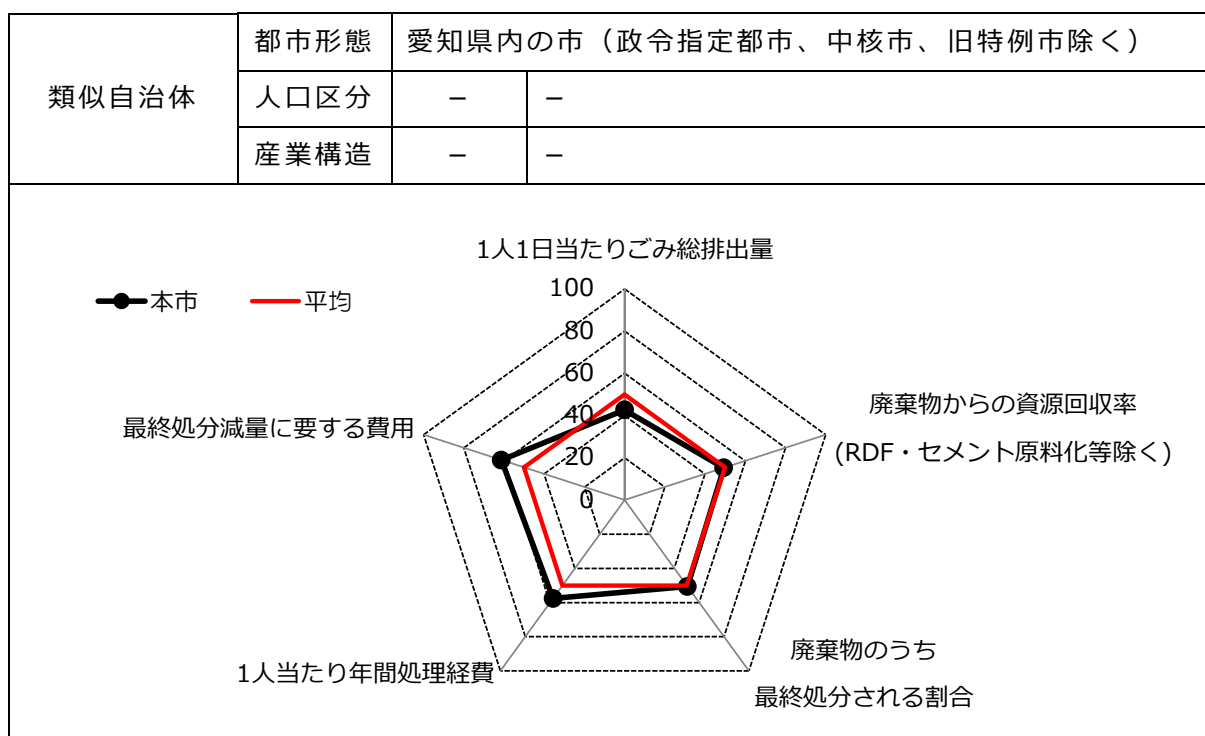 類似自治体
都市形態
愛知県内の市（政令指定都市、中核市、旧特例市除く）
人口区分
－
－
産業構造
－
－
1人1日当たりごみ総排出量
本市
平均
100
80
60
40
20
0
廃棄物からの資源回収率
(RDF・セメント原料化等除く)
最終処分減量に要する費用
1人当たり年間処理経費
廃棄物のうち
最終処分される割合